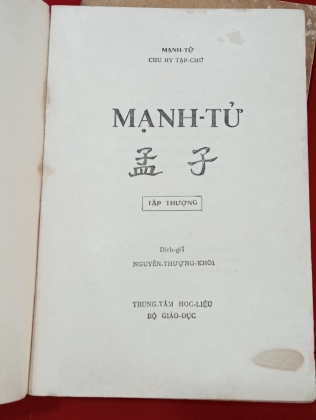 MẠNH-TỬ
CHU HY TẬP-CHÚ
MẠNH-TỬ
孟子
TẬP THƯỢNG
Dịch-giả
NGUYỄN-THƯỢNG-KHÔI
TRUNG-TÂM HỌC-LIỆU
BỘ GIÁO-DỤC